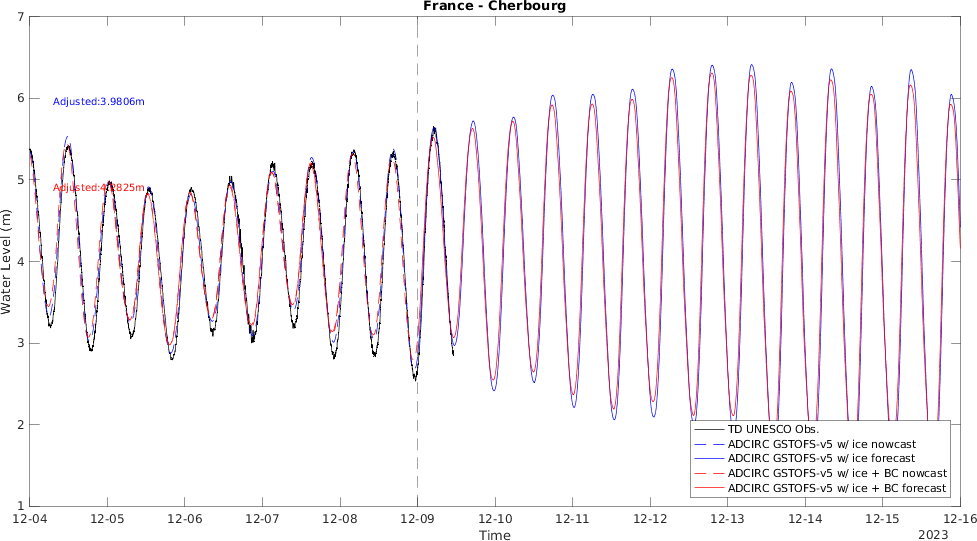 France - Cherbourg
7
6
5
4
3
2
1
Water Level (m)
Adjusted:3.9806m
Adjusted:4.2825m
TD UNESCO Obs.
ADCIRC GSTOFS-v5 w/ ice nowcast
ADCIRC GSTOFS-v5 w/ ice forecast
ADCIRC GSTOFS-v5 w/ ice + BC nowcast
ADCIRC GSTOFS-v5 w/ ice + BC forecast
12-04 12-05 12-06 12-07 12-08 12-09 12-10 12-11 12-12 12-13 12-14 12-15 12-16
Time
2023